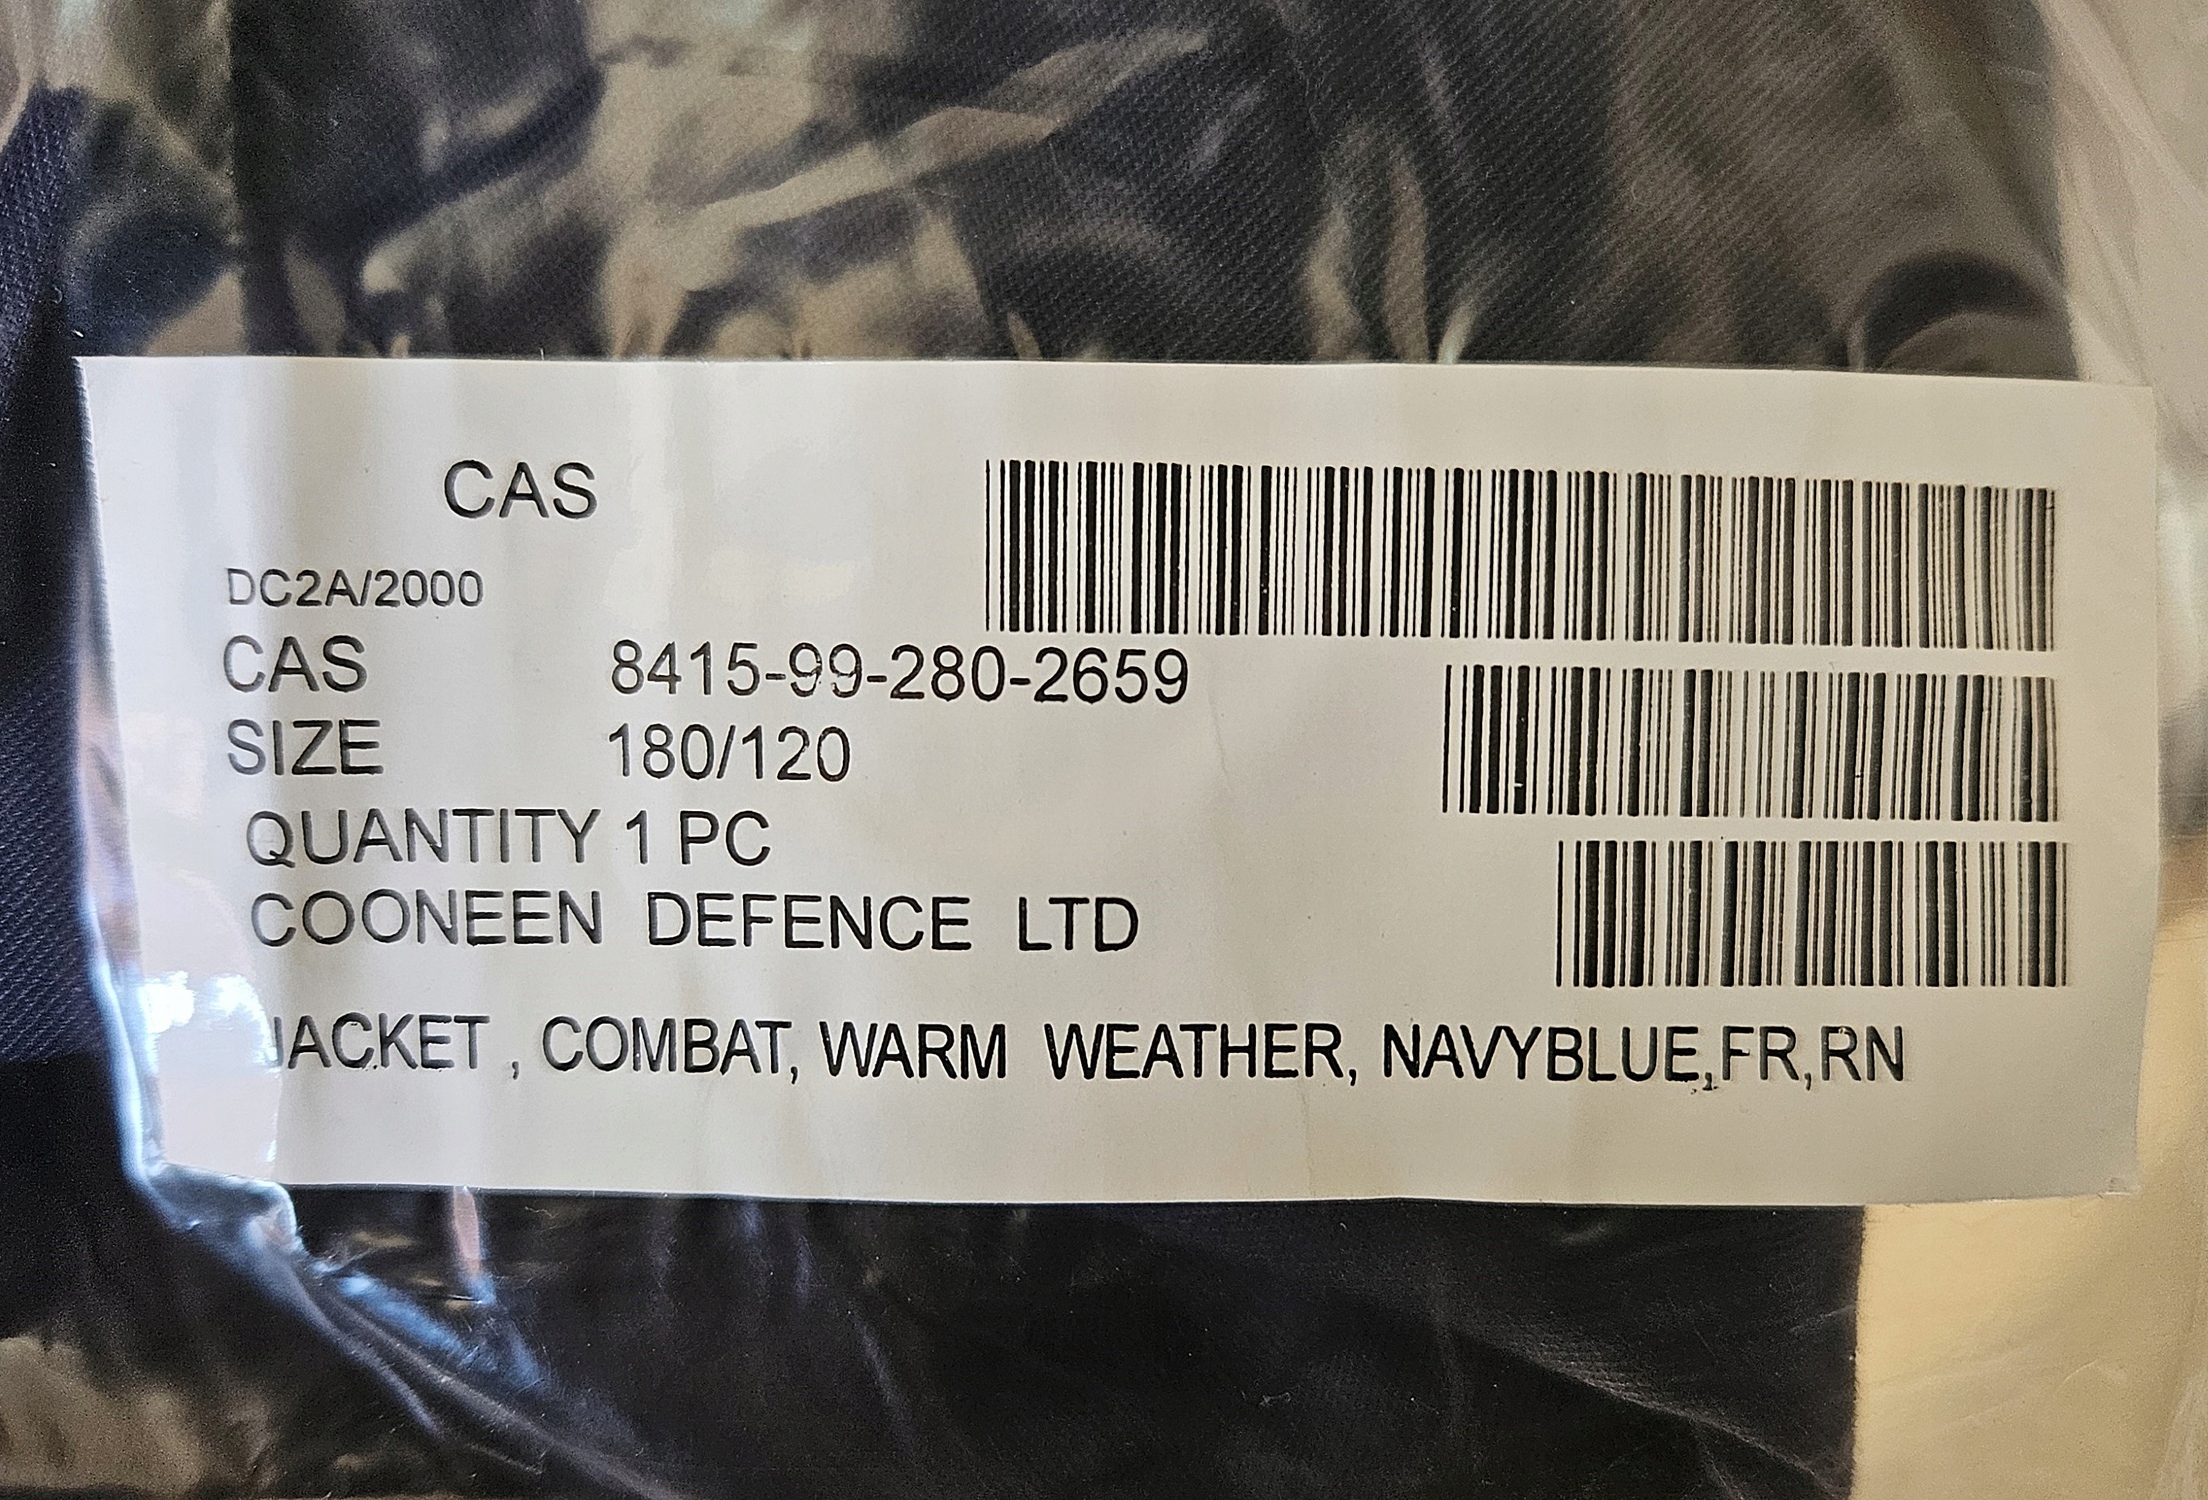 CAS
DC2A/2000
CAS 8415-99-280-2659
SIZE 180/120
QUANTITY 1 PC
COONEEN DEFENCE LTD
JACKET , COMBAT, WARM WEATHER, NAVYBLUE,FR,RN